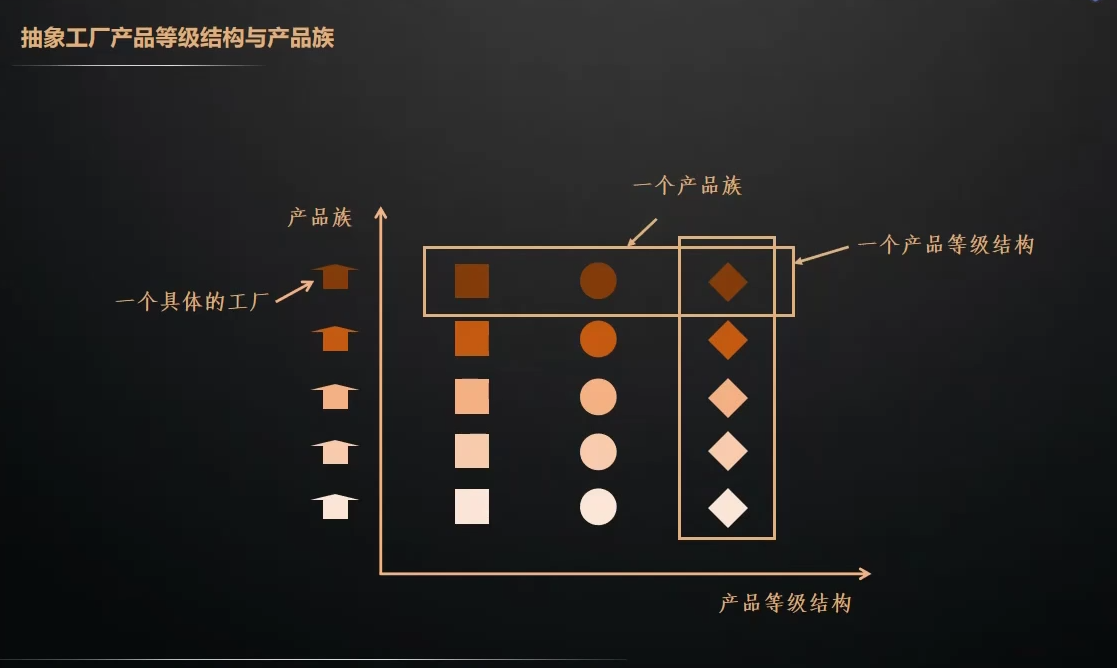 抽象工厂产品等级结构与产品族
一个产品族
产品族
一个产品等级结构
一个具体的工厂
产品等级结构